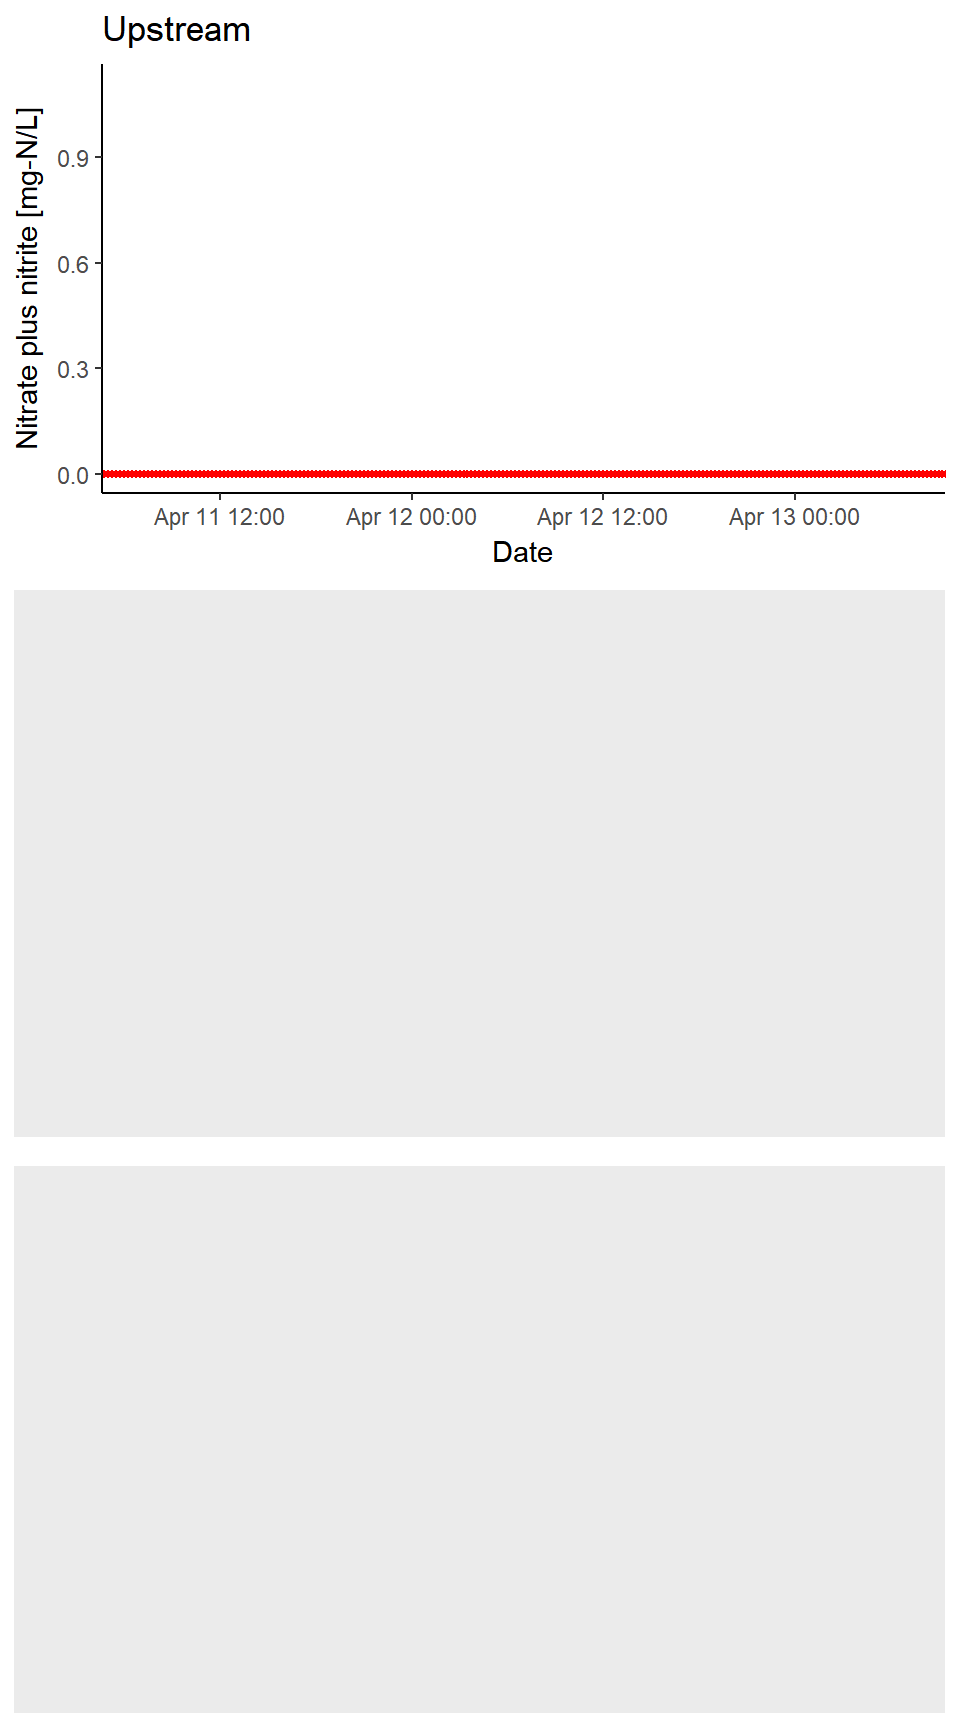 Upstream
Nitrate plus nitrite [mg-N/L]
0.9
0.6
0.3
0.0
Apr 11 12:00 Apr 12 00:00 Apr 12 12:00 Apr 13 00:00
Date